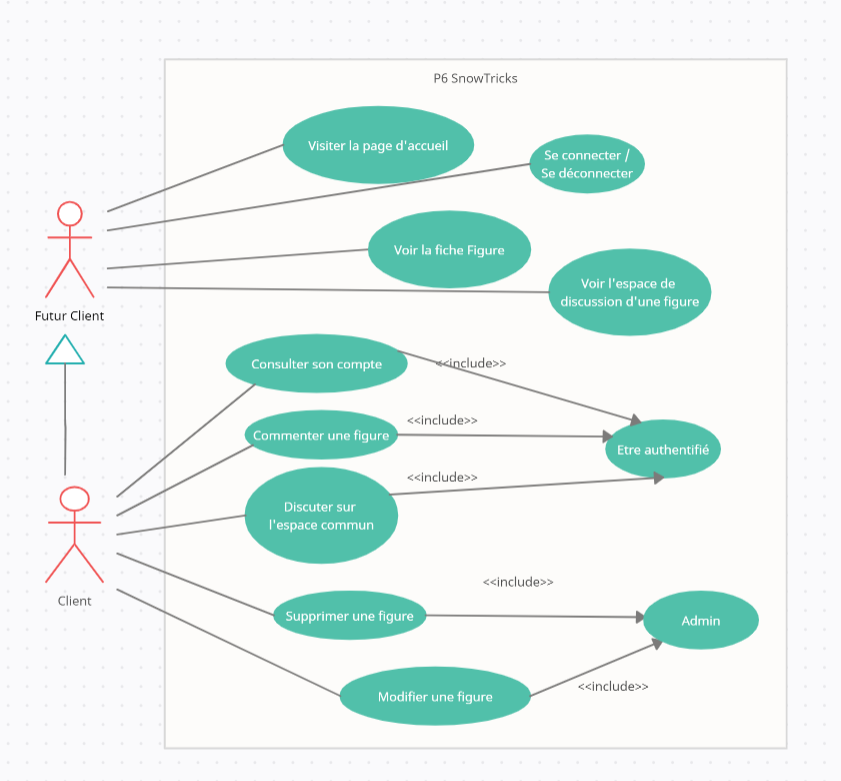 P6 SnowTricks
Visiter la page d'accueil
Se connecter /
Se déconnecter
Voir la fiche Figure
Voir l'espace de
discussion d'une figure
Futur Client
Consulter son compte
<<include>>
Commenter une figure
<<include>>
Etre authentifié
<<include>>
Discuter sur
l'espace commun
Client
<<include>>
Supprimer une figure
Admin
<<include>>
Modifier une figure